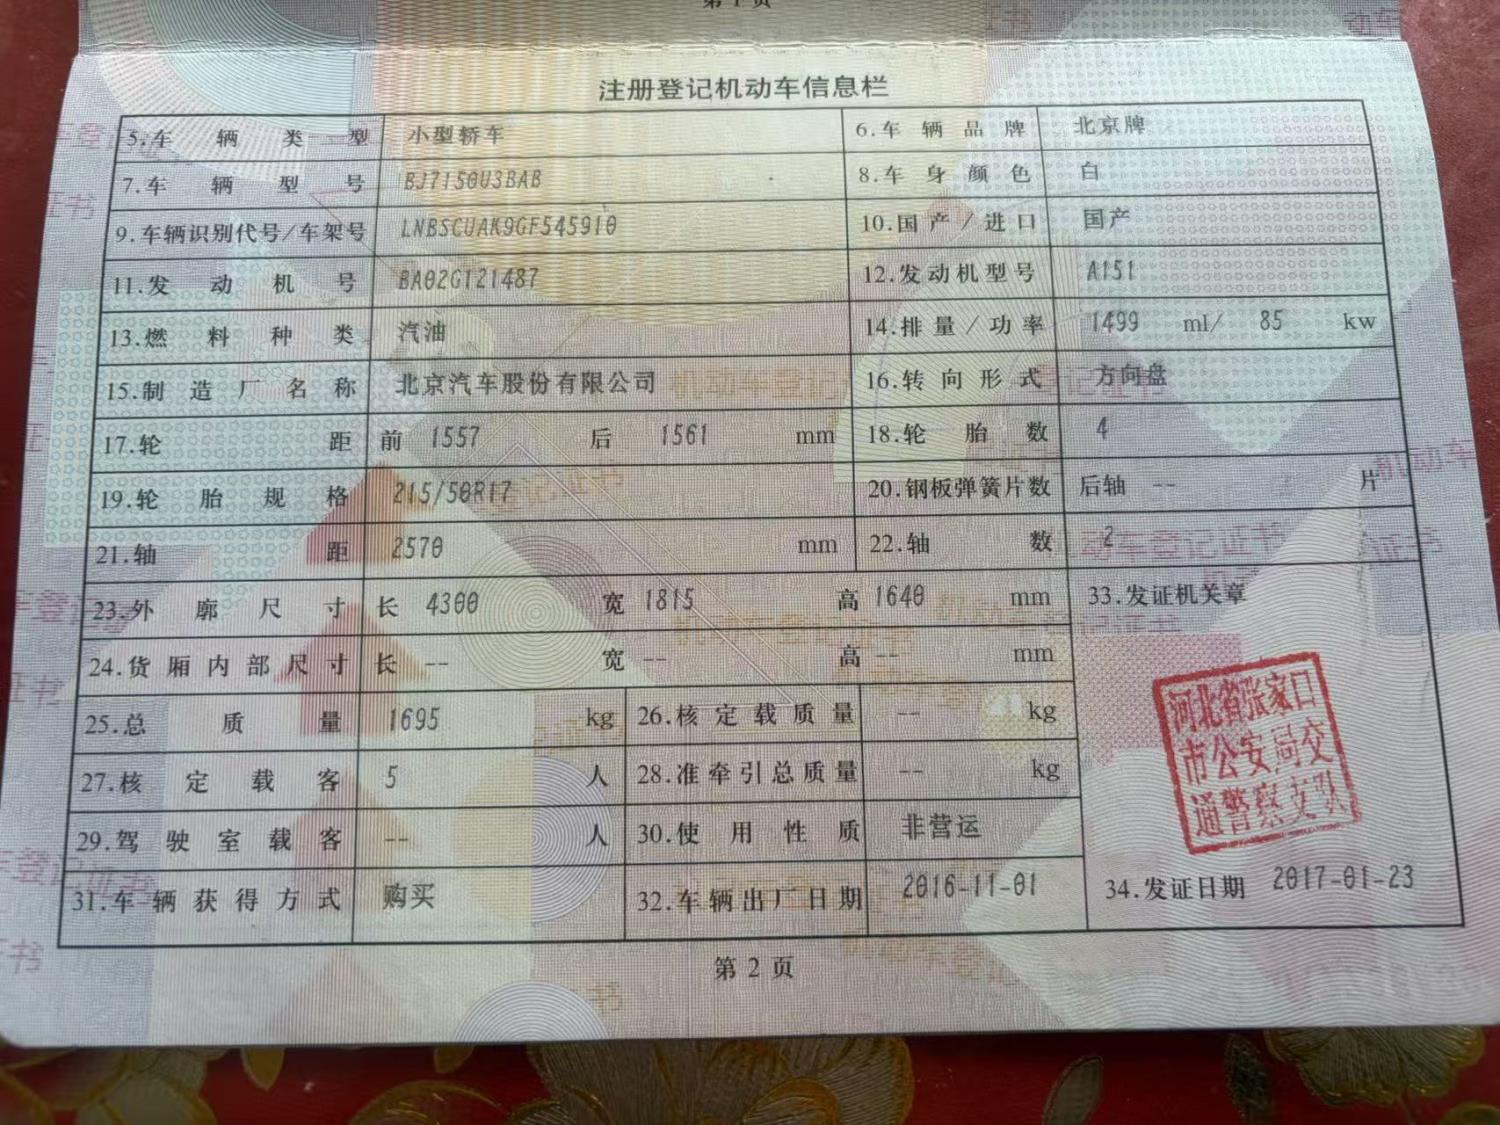 第1页
注册登记机动车信息栏
5.车辆类型 小型轿车 6.车辆品牌 北京牌
7.车辆型号 BJ7150U3BAB 8.车身颜色 白
9.车辆识别代号/车架号 LNBSCUAK9GF545910 10.国产/进口 国产
11.发动机号 BA02G121487 12.发动机型号 A151
13.燃料种类 汽油 14.排量/功率 1499 ml/ 85 kw
15.制造厂名称 北京汽车股份有限公司 16.转向形式 方向盘
17.轮距 前 1557 后 1561 mm 18.轮胎数 4
19.轮胎规格 215/50R17 20.钢板弹簧片数 后轴 -- 片
21.轴距 2570 mm 22.轴数 2
23.外廓尺寸 长 4300 宽 1815 高 1640 mm 33.发证机关章
24.货厢内部尺寸 长 -- 宽 -- 高 -- mm
25.总质量 1695 kg 26.核定载质量 -- kg
27.核定载客 5 人 28.准牵引总质量 -- kg
河北省张家口
市公安局交
通警察支队
29.驾驶室载客 -- 人 30.使用性质 非营运
31.车辆获得方式 购买 32.车辆出厂日期 2016-11-01 34.发证日期 2017-01-23
第2页